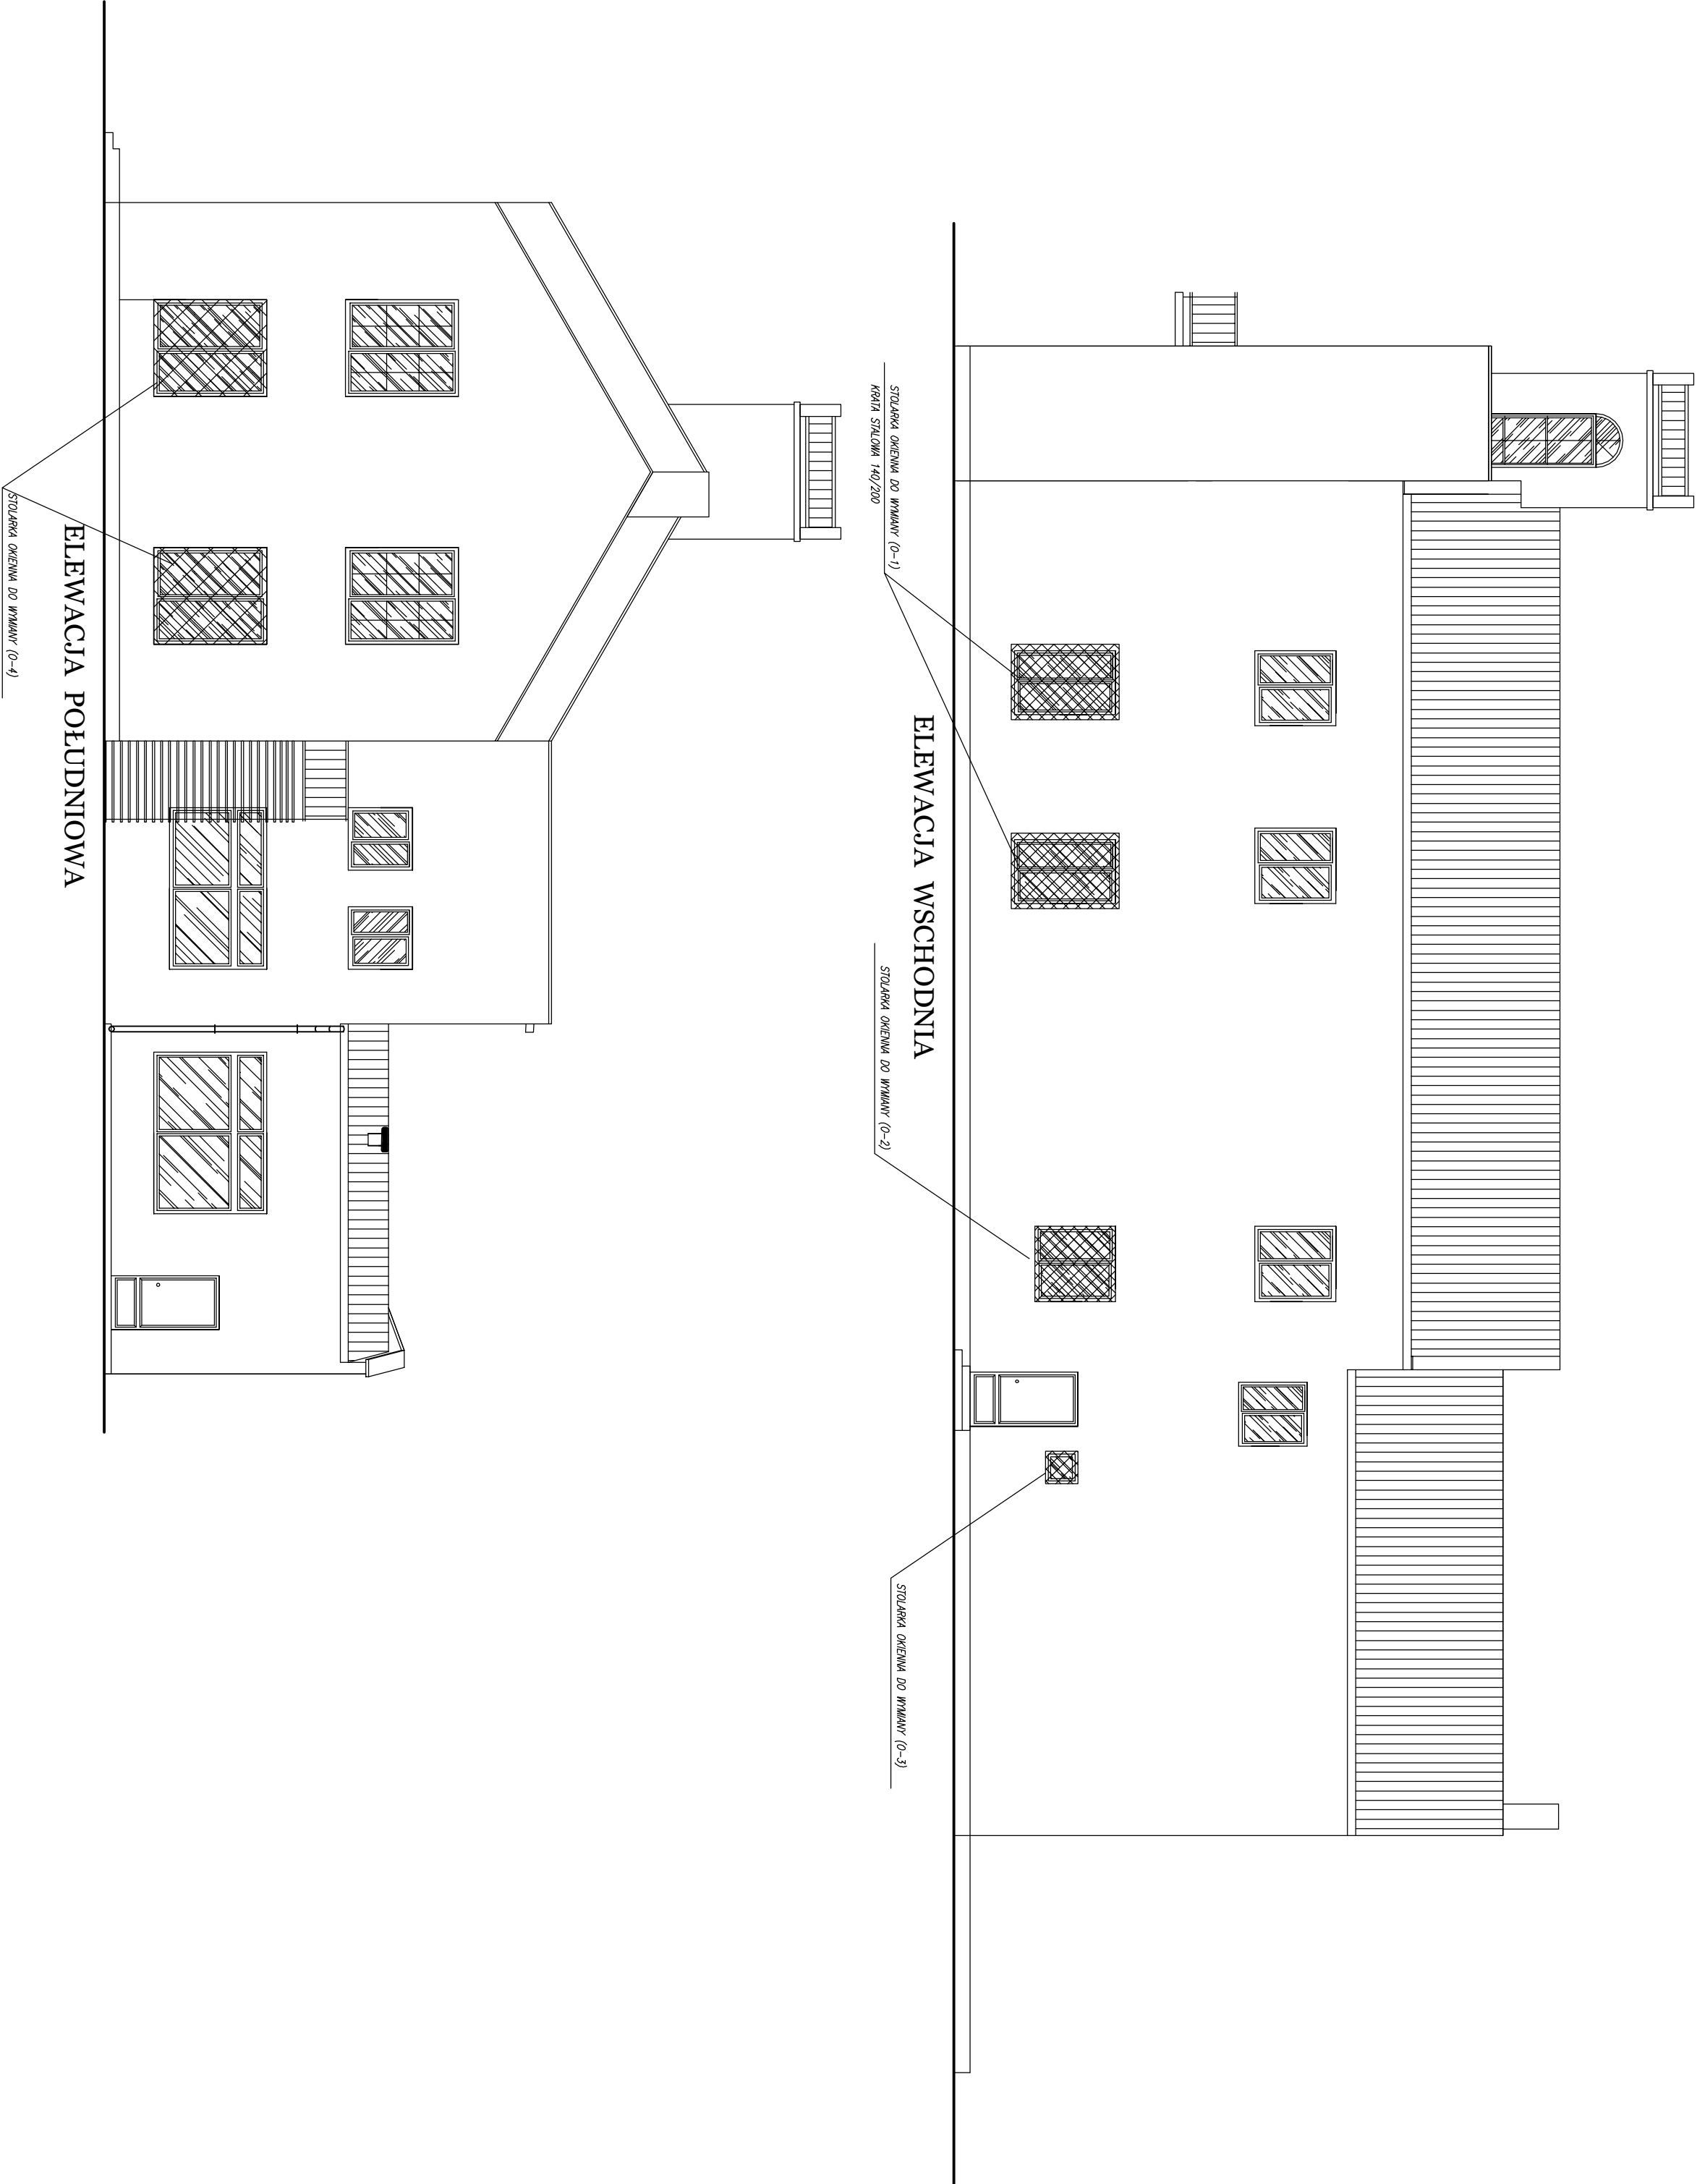 STOLARKA OKIENNA DO WYMIANY (O-1)
KRATA STALOWA 140/200
STOLARKA OKIENNA DO WYMIANY (O-2)
STOLARKA OKIENNA DO WYMIANY (O-3)
ELEWACJA WSCHODNIA
ELEWACJA POŁUDNIOWA
STOLARKA OKIENNA DO WYMIANY (O-4)